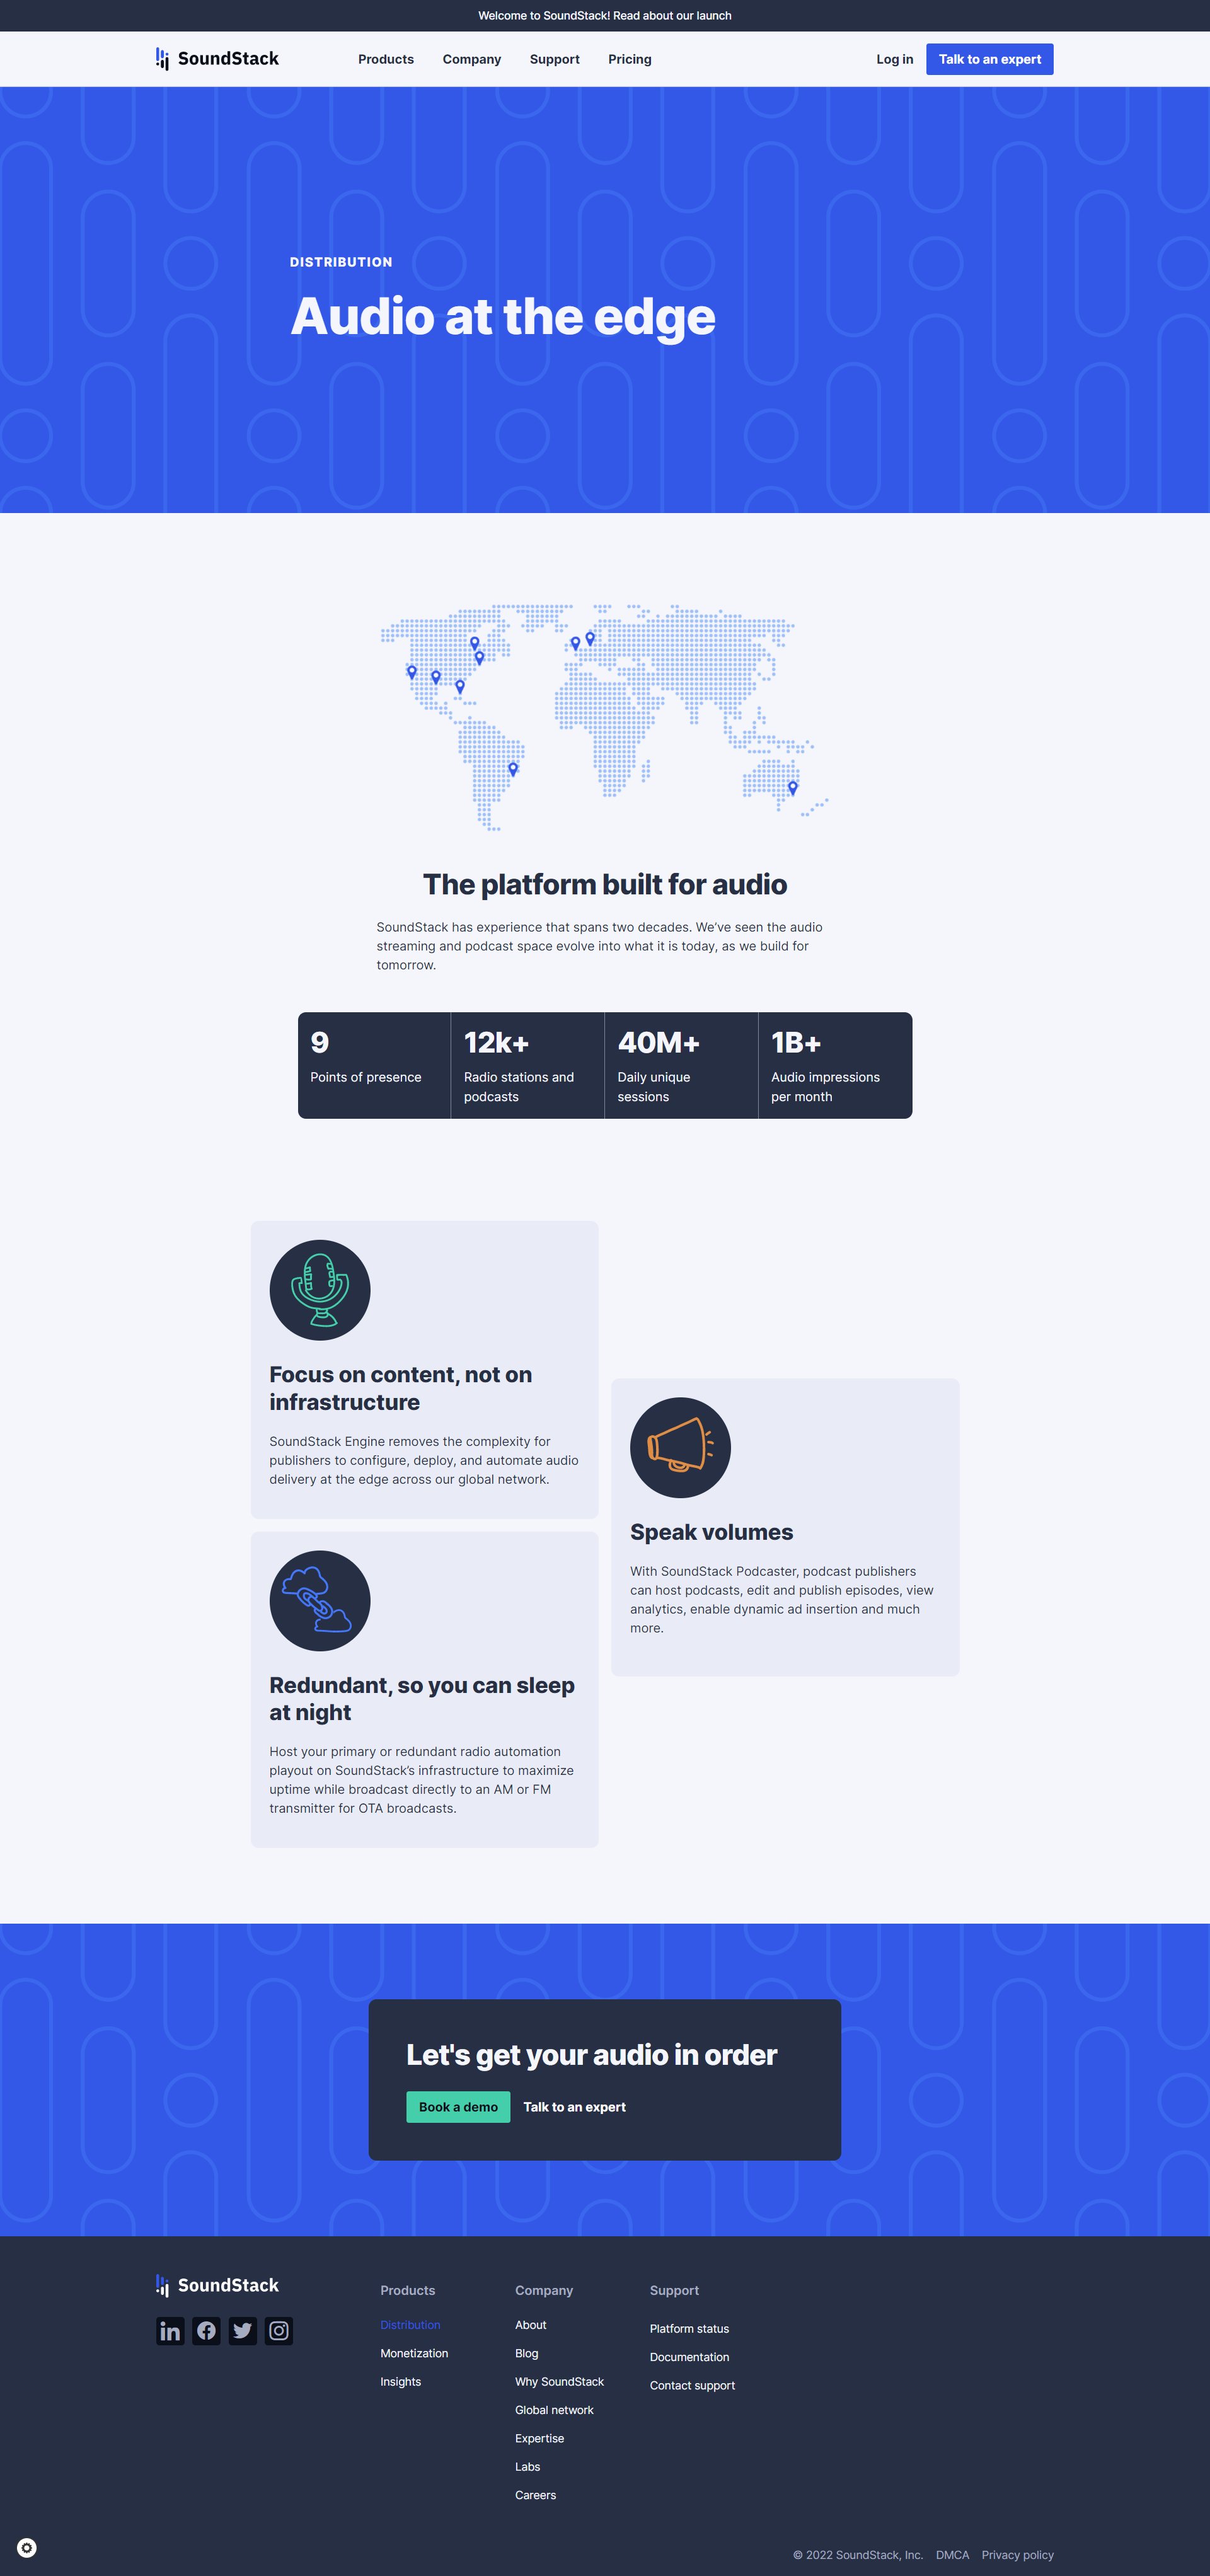 Welcome to SoundStack! Read about our launch
SoundStack
Products
Company
Support
Pricing
Log in
Talk to an expert
DISTRIBUTION
Audio at the edge
The platform built for audio
SoundStack has experience that spans two decades. We've seen the audio
streaming and podcast space evolve into what it is today, as we build for
tomorrow.
9
Points of presence
12k+
Radio stations and
podcasts
40M+
Daily unique
sessions
1B+
Audio impressions
per month
Focus on content, not on
infrastructure
SoundStack Engine removes the complexity for
publishers to configure, deploy, and automate audio
delivery at the edge across our global network.
Speak volumes
With SoundStack Podcaster, podcast publishers
can host podcasts, edit and publish episodes, view
analytics, enable dynamic ad insertion and much
more.
Redundant, so you can sleep
at night
Host your primary or redundant radio automation
playout on SoundStack's infrastructure to maximize
uptime while broadcast directly to an AM or FM
transmitter for OTA broadcasts.
Let's get your audio in order
Book a demo
Talk to an expert
SoundStack
Products
Distribution
Monetization
Insights
Company
About
Blog
Why SoundStack
Global network
Expertise
Labs
Careers
Support
Platform status
Documentation
Contact support
© 2022 SoundStack, Inc.
DMCA
Privacy policy